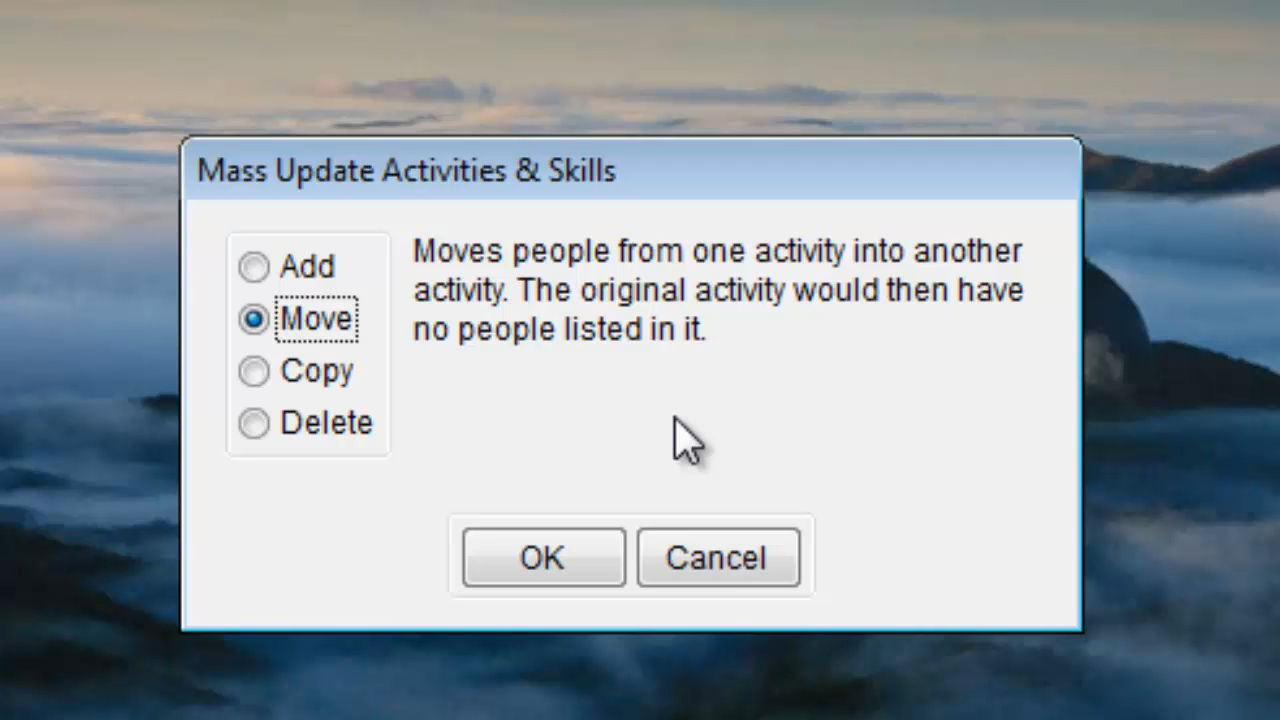 Mass Update Activities & Skills
Add
Move
Copy
Delete
Moves people from one activity into another
activity. The original activity would then have
no people listed in it.
OK
Cancel